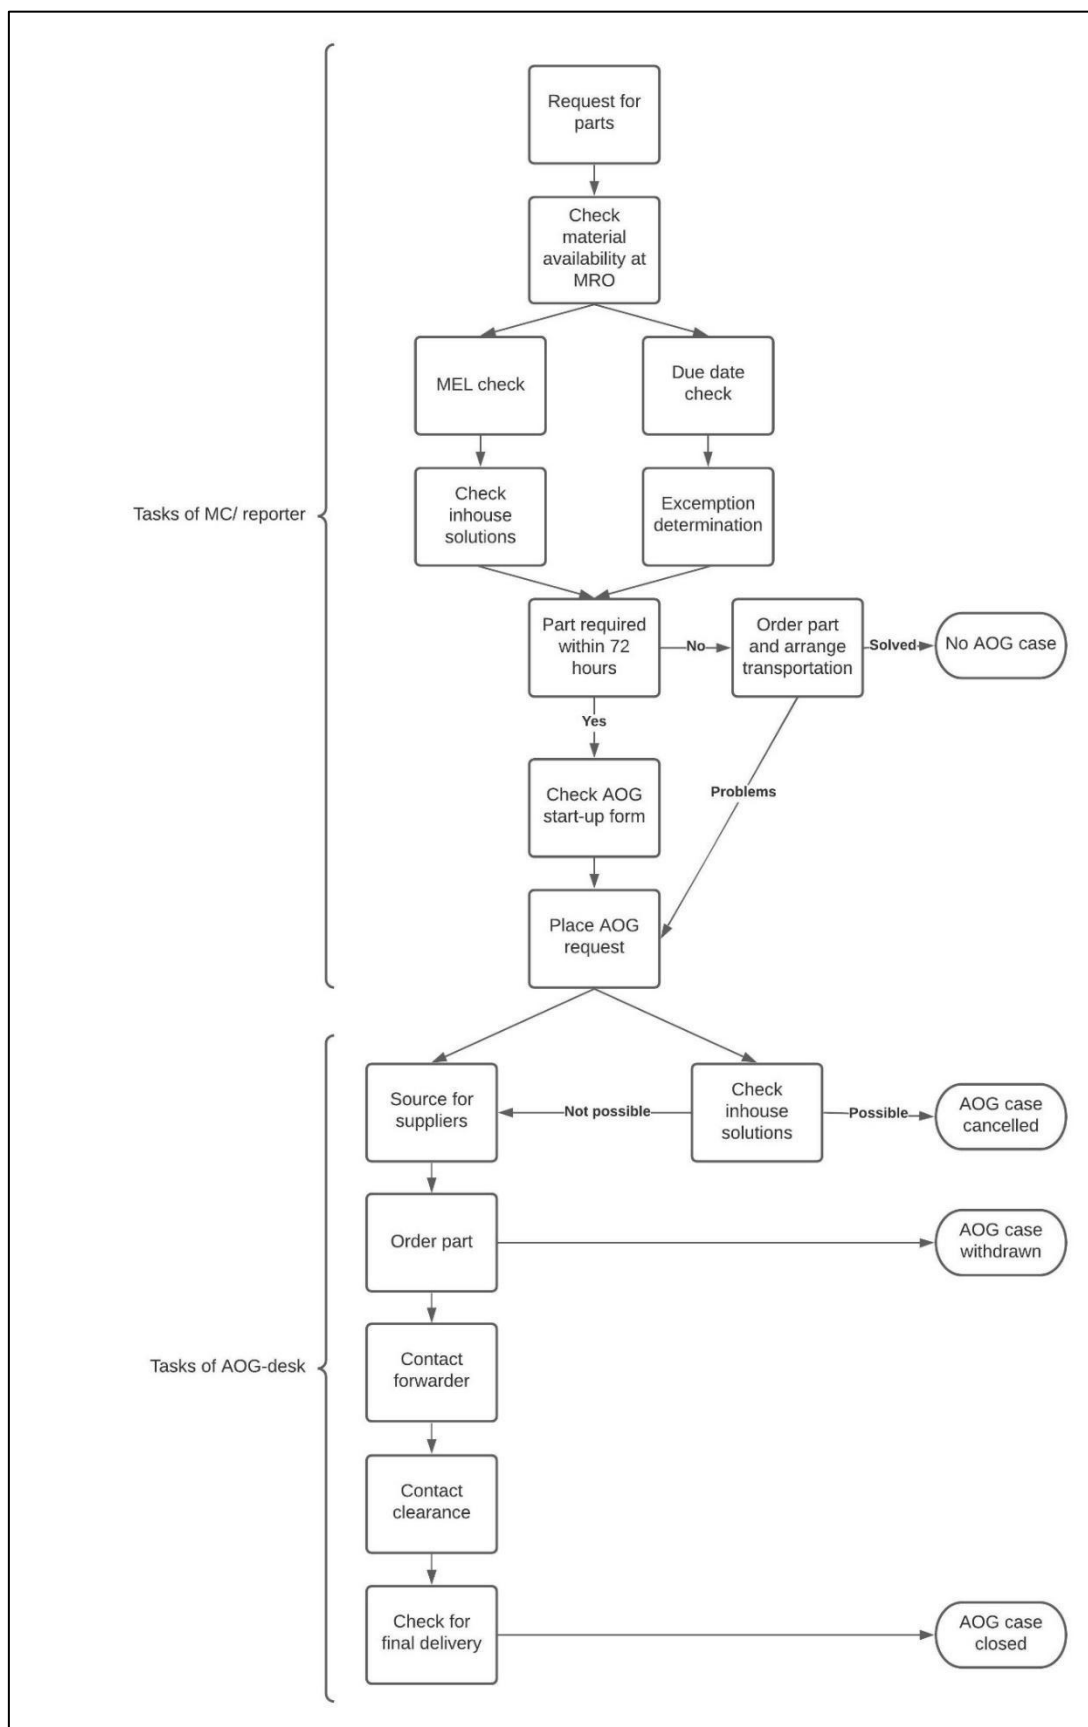 Request for
parts
Check
material
availability at
MRO
MEL check
Due date
check
Tasks of MC/ reporter
Check
inhouse
solutions
Excemption
determination
Part required
within 72
hours
No
Order part
and arrange
transportation
Solved
No AOG case
Yes
Problems
Check AOG
start-up form
Place AOG
request
Tasks of AOG-desk
Source for
suppliers
Not possible
Check
inhouse
solutions
Possible
AOG case
cancelled
Order part
AOG case
withdrawn
Contact
forwarder
Contact
clearance
Check for
final delivery
AOG case
closed